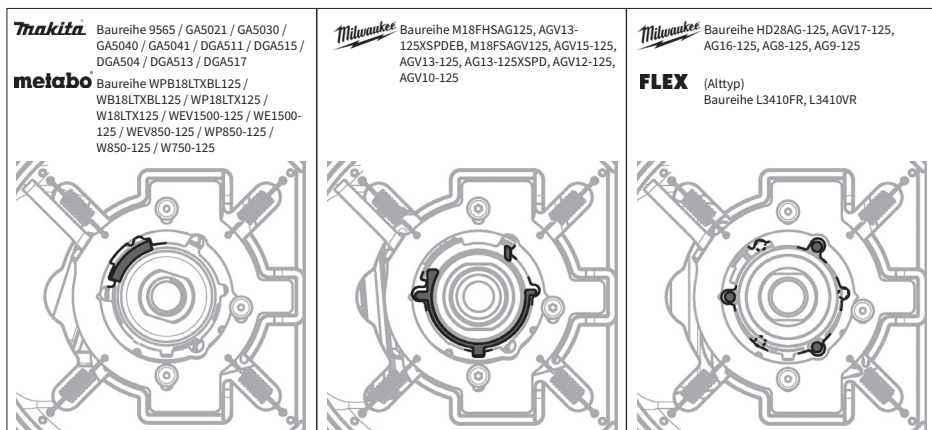 makita Baureihe 9565 / GA5021 / GA5030 /
GA5040 / GA5041 / DGA511 / DGA515 /
DGA504 / DGA513 / DGA517
metabo Baureihe WPB18LTXBL125 /
WB18LTXBL125 / WP18LTX125 /
W18LTX125 / WEV1500-125 / WE1500-
125 / WEV850-125 / WP850-125 /
W850-125 / W750-125
Milwaukee Baureihe M18FHSAG125, AGV13-
125XSPDEB, M18FSAGV125, AGV15-125,
AGV13-125, AG13-125XSPD, AGV12-125,
AGV10-125
Milwaukee Baureihe HD28AG-125, AGV17-125,
AG16-125, AG8-125, AG9-125
FLEX (Alttyp)
Baureihe L3410FR, L3410VR